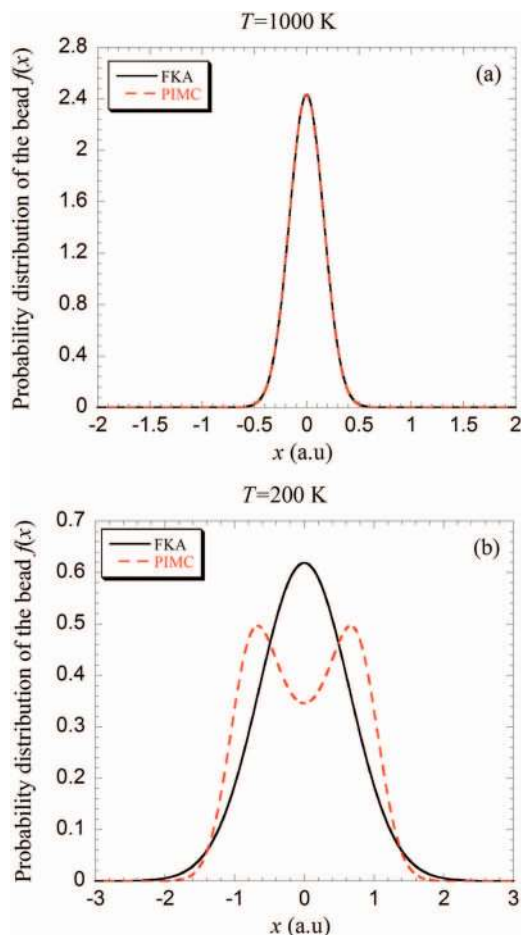 T=1000 K
(a)
FKA
PIMC
Probability distribution of the bead f(x)
2.8
2.4
2
1.6
1.2
0.8
0.4
0
-2 -1.5 -1 -0.5 0 0.5 1 1.5 2
x (a.u)
T=200 K
(b)
FKA
PIMC
Probability distribution of the bead f(x)
0.7
0.6
0.5
0.4
0.3
0.2
0.1
0
-3 -2 -1 0 1 2 3
x (a.u)